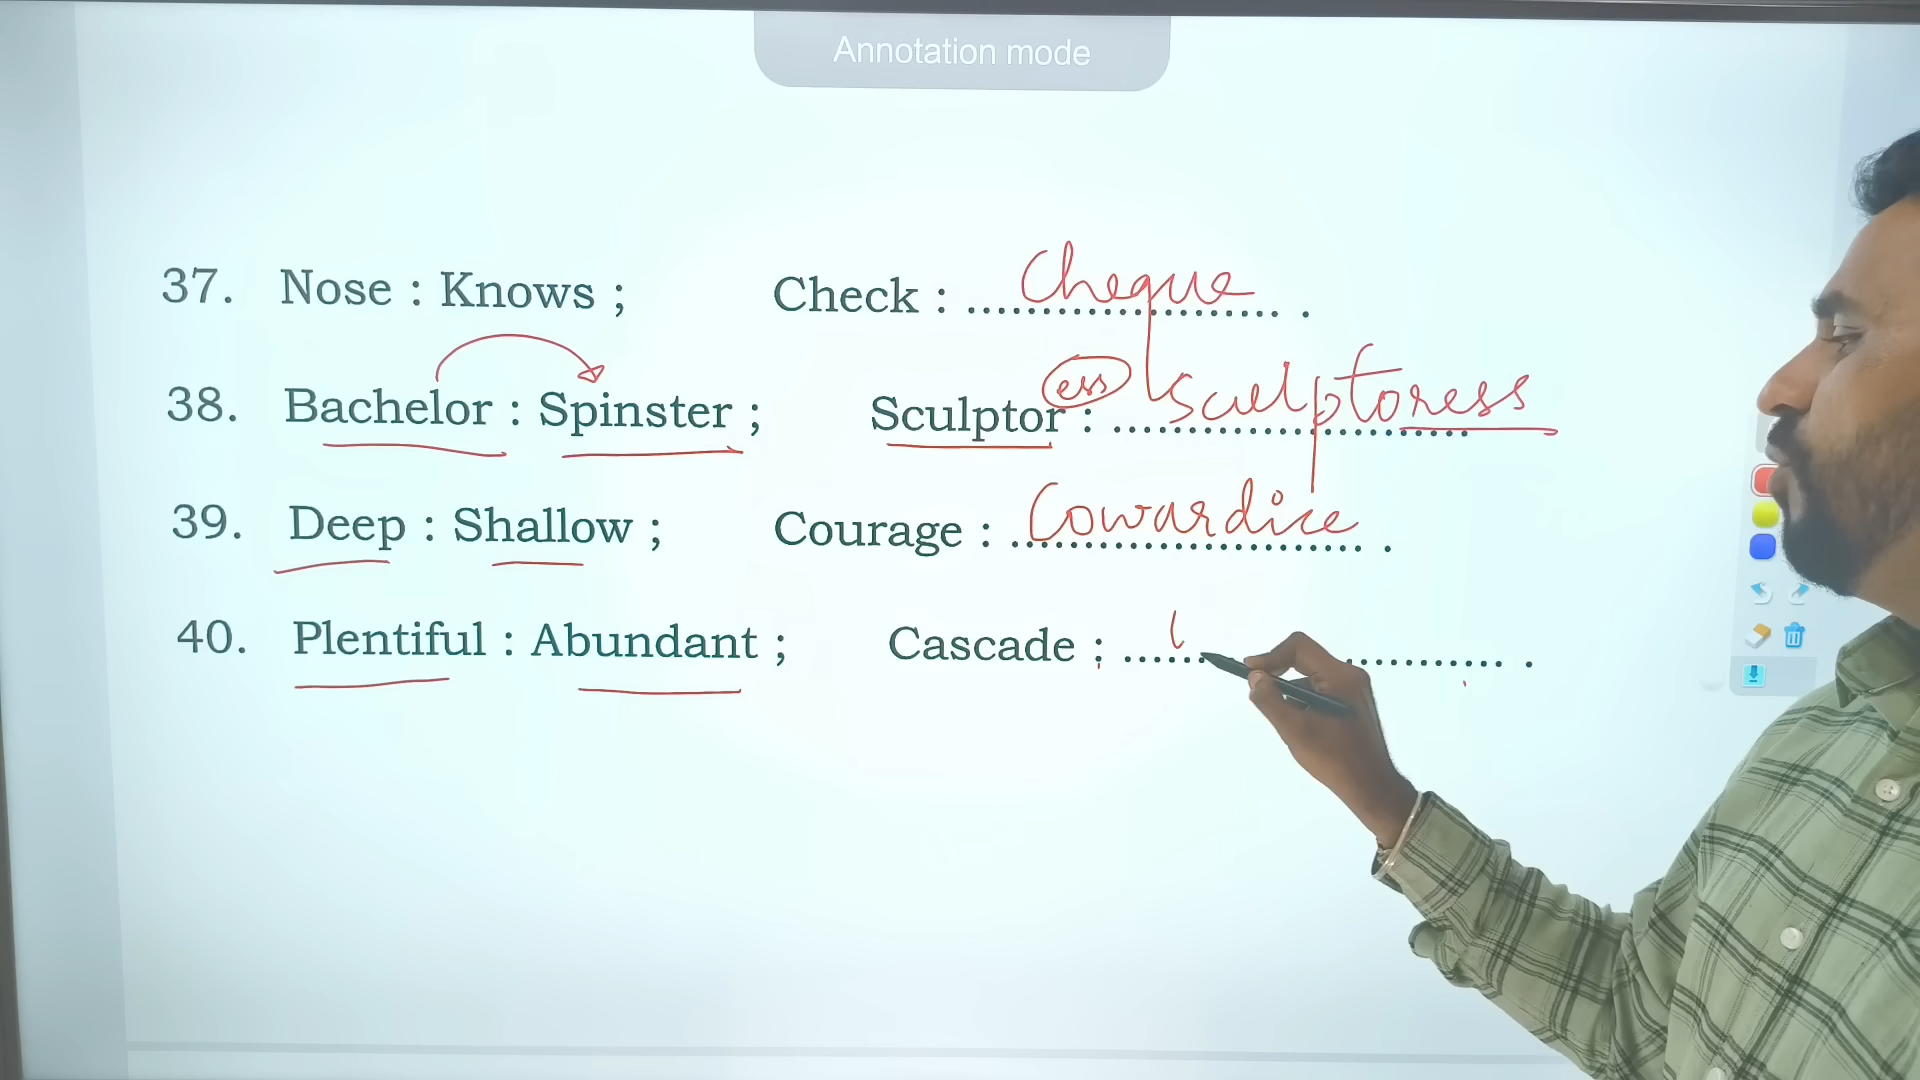 Annotation mode
37. Nose : Knows ; Check : Cheque .
38. Bachelor : Spinster ; Sculptor : ess Sculptoress
39. Deep : Shallow ; Courage : Cowardice .
40. Plentiful : Abundant ; Cascade : .